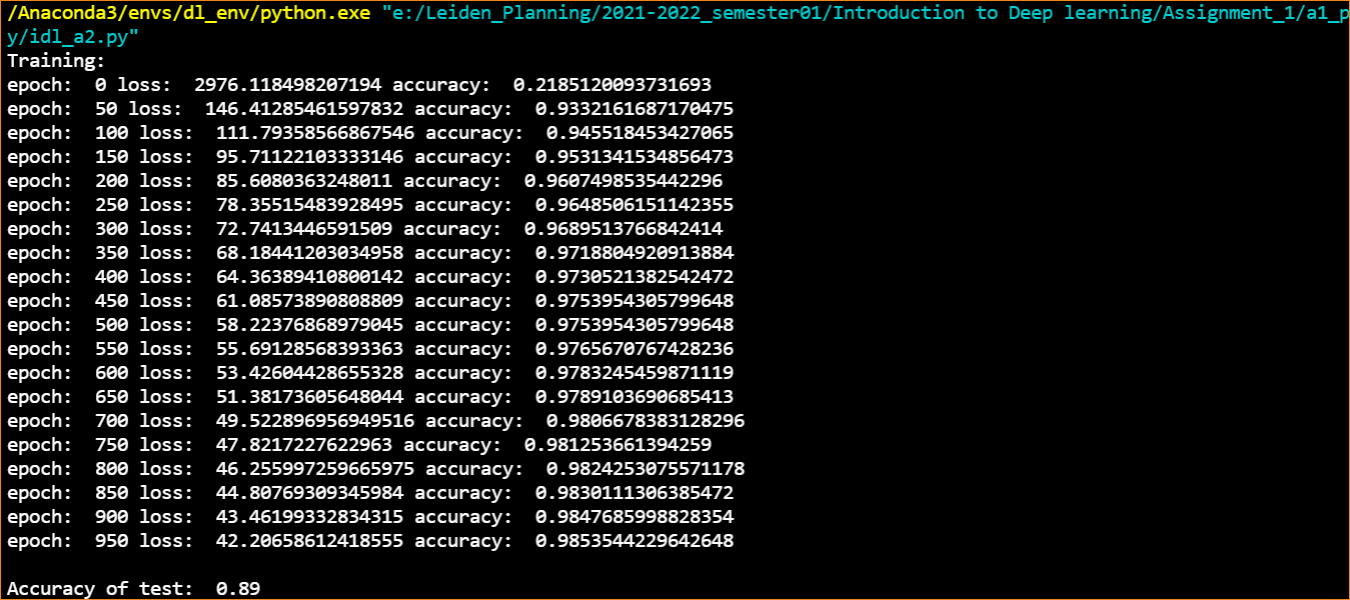 /Anaconda3/envs/dl_env/python.exe "e:/Leiden_Planning/2021-2022_semester01/Introduction to Deep learning/Assignment_1/a1_p
y/idl_a2.py"
Training:
epoch:  0 loss:  2976.118498207194 accuracy:  0.2185120093731693
epoch:  50 loss:  146.41285461597832 accuracy:  0.9332161687170475
epoch:  100 loss:  111.79358566867546 accuracy:  0.945518453427065
epoch:  150 loss:  95.71122103333146 accuracy:  0.9531341534856473
epoch:  200 loss:  85.6080363248011 accuracy:  0.9607498535442296
epoch:  250 loss:  78.35515483928495 accuracy:  0.9648506151142355
epoch:  300 loss:  72.7413446591509 accuracy:  0.9689513766842414
epoch:  350 loss:  68.18441203034958 accuracy:  0.9718804920913884
epoch:  400 loss:  64.36389410800142 accuracy:  0.9730521382542472
epoch:  450 loss:  61.08573890808809 accuracy:  0.9753954305799648
epoch:  500 loss:  58.22376868979045 accuracy:  0.9753954305799648
epoch:  550 loss:  55.69128568393363 accuracy:  0.9765670767428236
epoch:  600 loss:  53.42604428655328 accuracy:  0.9783245459871119
epoch:  650 loss:  51.38173605648044 accuracy:  0.9789103690685413
epoch:  700 loss:  49.522896956949516 accuracy:  0.9806678383128296
epoch:  750 loss:  47.8217227622963 accuracy:  0.981253661394259
epoch:  800 loss:  46.255997259665975 accuracy:  0.9824253075571178
epoch:  850 loss:  44.80769309345984 accuracy:  0.9830111306385472
epoch:  900 loss:  43.46199332834315 accuracy:  0.9847685998828354
epoch:  950 loss:  42.20658612418555 accuracy:  0.9853544229642648
Accuracy of test:  0.89